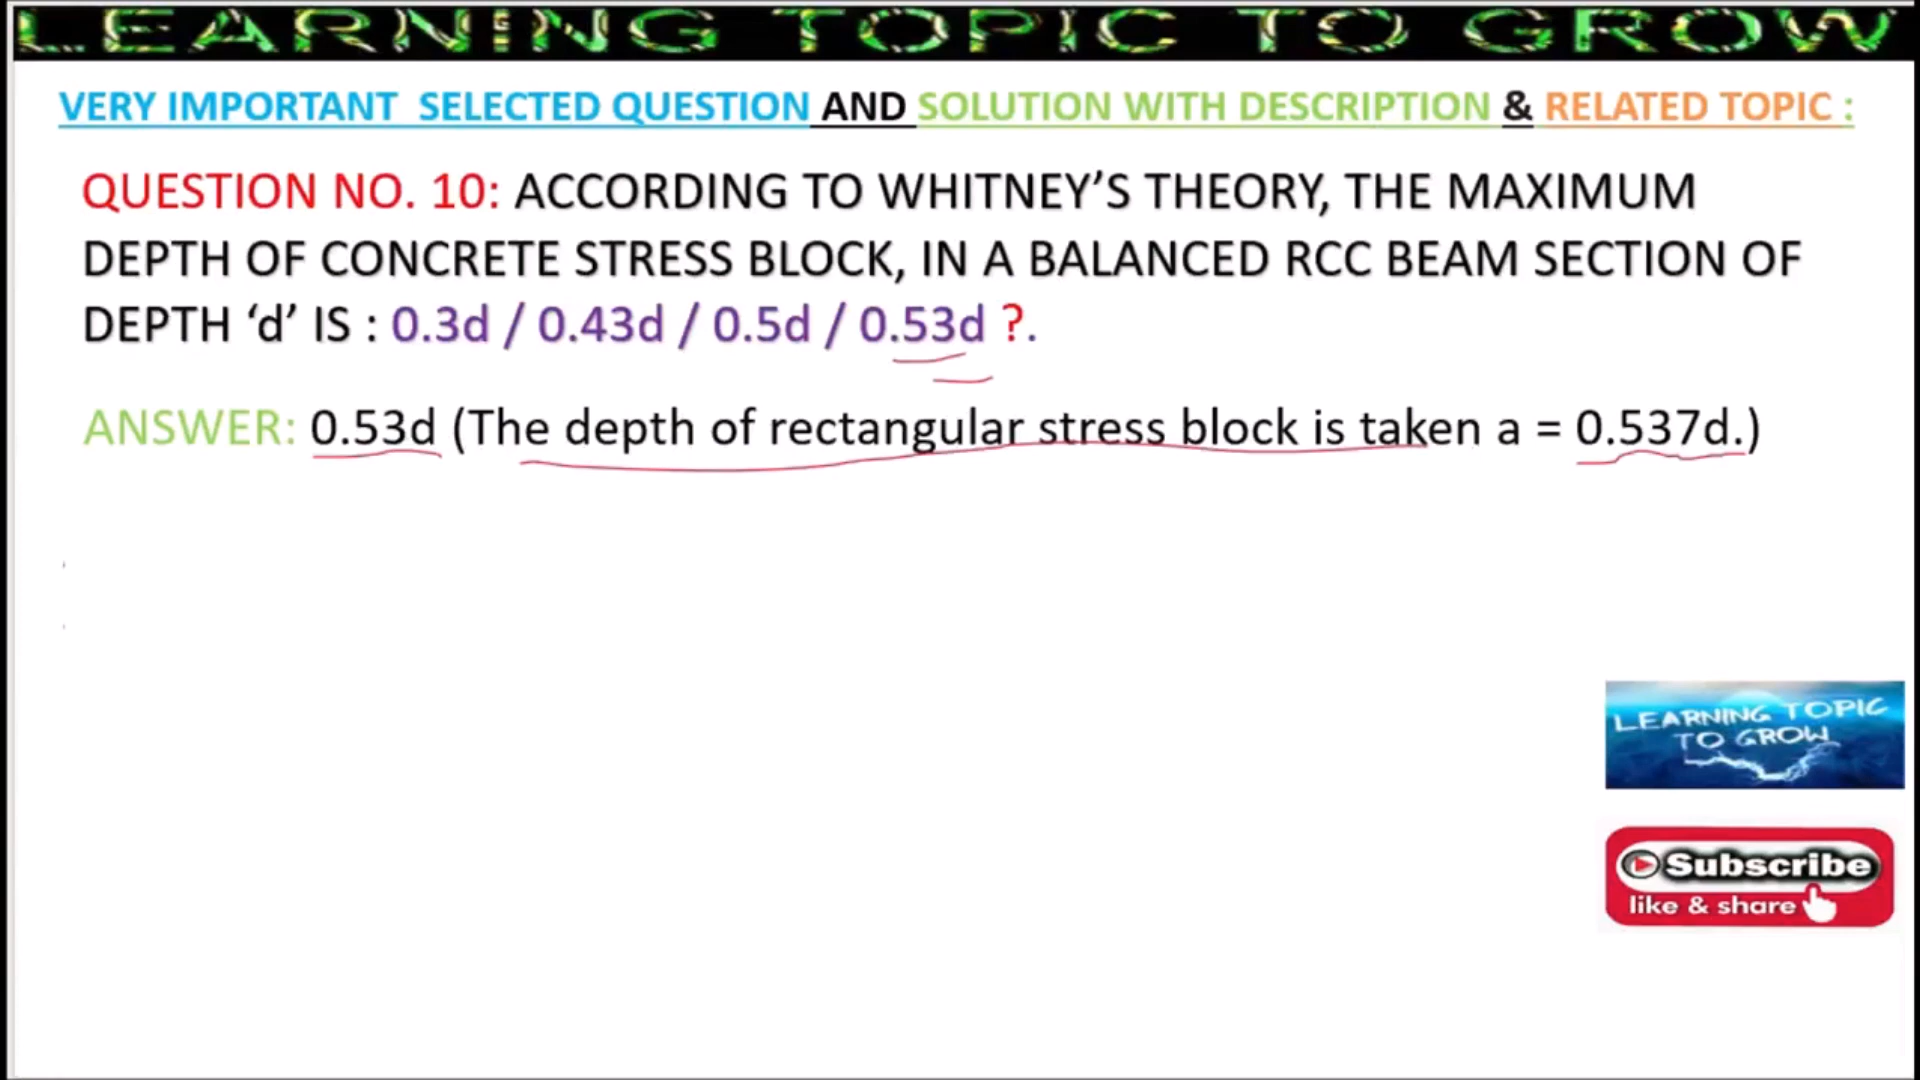 LEARNING TOPIC TO GROW
VERY IMPORTANT SELECTED QUESTION AND SOLUTION WITH DESCRIPTION & RELATED TOPIC :
QUESTION NO. 10: ACCORDING TO WHITNEY’S THEORY, THE MAXIMUM
DEPTH OF CONCRETE STRESS BLOCK, IN A BALANCED RCC BEAM SECTION OF
DEPTH ‘d’ IS : 0.3d / 0.43d / 0.5d / 0.53d ?.
ANSWER: 0.53d (The depth of rectangular stress block is taken a = 0.537d.)
LEARNING TOPIC
TO GROW
Subscribe
like & share